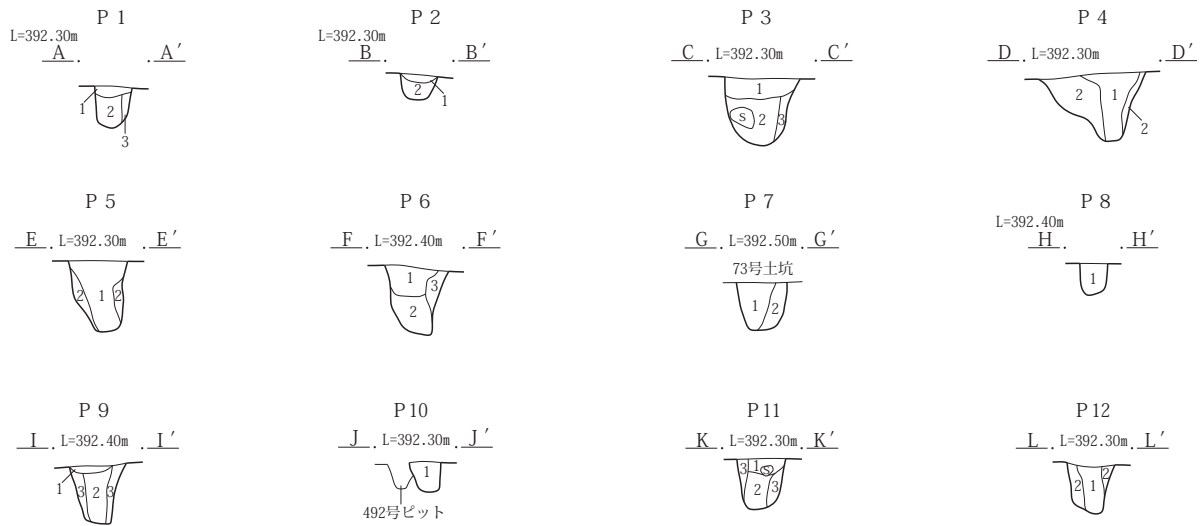 P 1
L=392.30m
A . . A′
1 2 3
P 2
L=392.30m
B . . B′
2 1
P 3
C . L=392.30m . C′
1
S 2 3
P 4
D . L=392.30m . D′
2 1
2
P 5
E . L=392.30m . E′
2 1 2
P 6
F . L=392.40m . F′
1 3
2
P 7
G . L=392.50m . G′
73号土坑
1 2
P 8
L=392.40m
H . . H′
1
P 9
I . L=392.40m . I′
1 3 2 3
P10
J . L=392.30m . J′
1
492号ピット
P11
K . L=392.30m . K′
3 1 S
2 3
P12
L . L=392.30m . L′
2 1 2